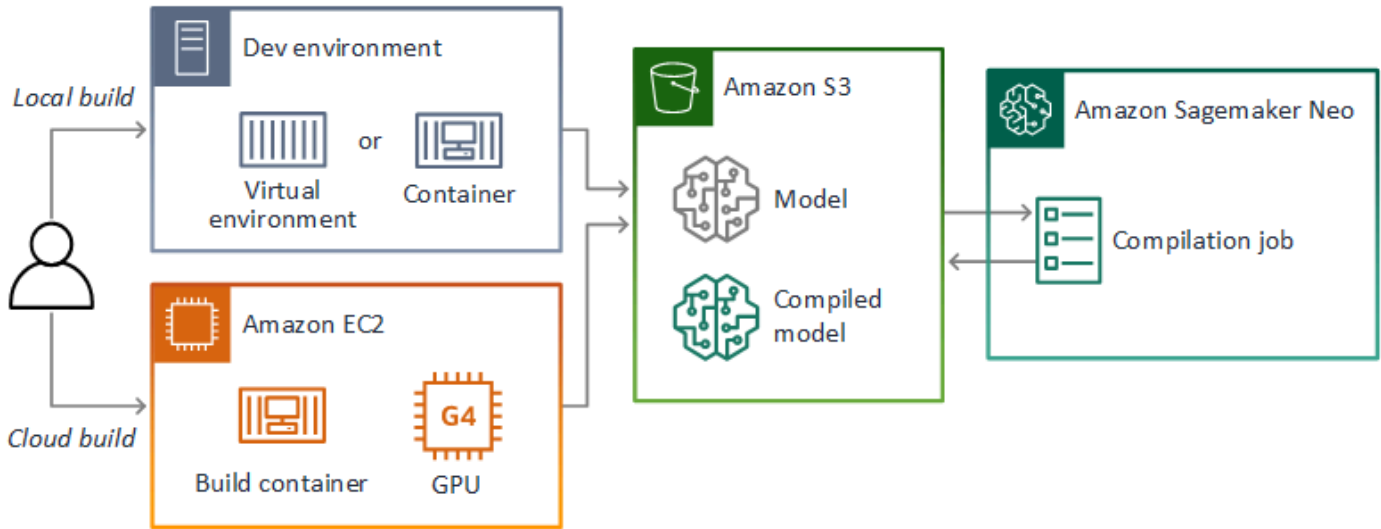 Local build
Dev environment
or
Virtual
environment
Container
Cloud build
Amazon EC2
G4
Build container
GPU
Amazon S3
Model
Compiled
model
Amazon Sagemaker Neo
Compilation job